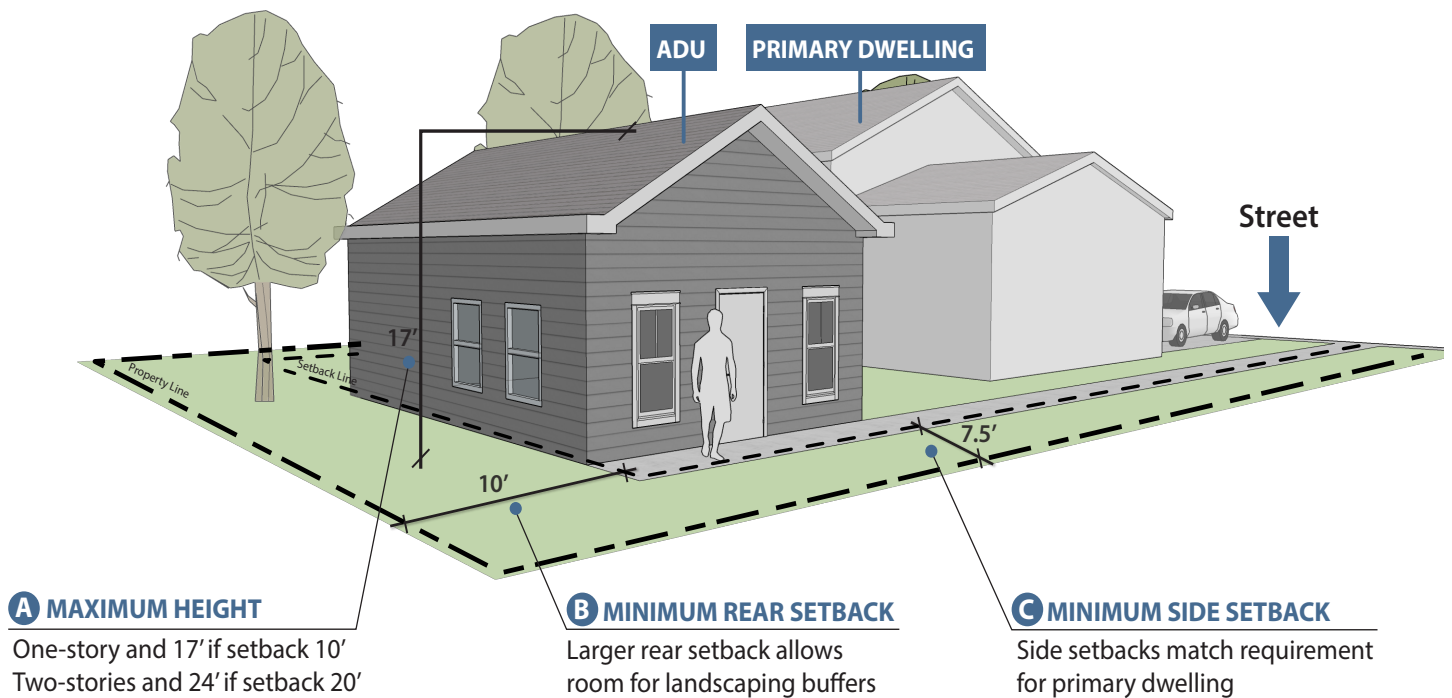 ADU
PRIMARY DWELLING
Street
17’
Setback Line
Property Line
7.5’
10’
A MAXIMUM HEIGHT
One-story and 17’ if setback 10’
Two-stories and 24’ if setback 20’
B MINIMUM REAR SETBACK
Larger rear setback allows
room for landscaping buffers
C MINIMUM SIDE SETBACK
Side setbacks match requirement
for primary dwelling